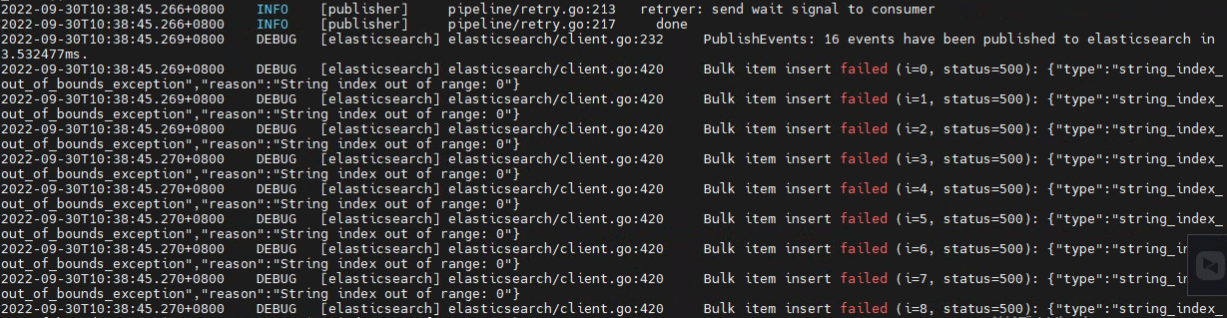 2022-09-30T10:38:45.266+0800 INFO [publisher] pipeline/retry.go:213 retryer: send wait signal to consumer
2022-09-30T10:38:45.266+0800 INFO [publisher] pipeline/retry.go:217 done
2022-09-30T10:38:45.269+0800 DEBUG [elasticsearch] elasticsearch/client.go:232 PublishEvents: 16 events have been published to elasticsearch in
3.532477ms.
2022-09-30T10:38:45.269+0800 DEBUG [elasticsearch] elasticsearch/client.go:420 Bulk item insert failed (i=0, status=500): {"type":"string_index_
out_of_bounds_exception","reason":"String index out of range: 0"}
2022-09-30T10:38:45.269+0800 DEBUG [elasticsearch] elasticsearch/client.go:420 Bulk item insert failed (i=1, status=500): {"type":"string_index_
out_of_bounds_exception","reason":"String index out of range: 0"}
2022-09-30T10:38:45.269+0800 DEBUG [elasticsearch] elasticsearch/client.go:420 Bulk item insert failed (i=2, status=500): {"type":"string_index_
out_of_bounds_exception","reason":"String index out of range: 0"}
2022-09-30T10:38:45.270+0800 DEBUG [elasticsearch] elasticsearch/client.go:420 Bulk item insert failed (i=3, status=500): {"type":"string_index_
out_of_bounds_exception","reason":"String index out of range: 0"}
2022-09-30T10:38:45.270+0800 DEBUG [elasticsearch] elasticsearch/client.go:420 Bulk item insert failed (i=4, status=500): {"type":"string_index_
out_of_bounds_exception","reason":"String index out of range: 0"}
2022-09-30T10:38:45.270+0800 DEBUG [elasticsearch] elasticsearch/client.go:420 Bulk item insert failed (i=5, status=500): {"type":"string_index_
out_of_bounds_exception","reason":"String index out of range: 0"}
2022-09-30T10:38:45.270+0800 DEBUG [elasticsearch] elasticsearch/client.go:420 Bulk item insert failed (i=6, status=500): {"type":"string_in
out_of_bounds_exception","reason":"String index out of range: 0"}
2022-09-30T10:38:45.270+0800 DEBUG [elasticsearch] elasticsearch/client.go:420 Bulk item insert failed (i=7, status=500): {"type":"string_in
out_of_bounds_exception","reason":"String index out of range: 0"}
2022-09-30T10:38:45.270+0800 DEBUG [elasticsearch] elasticsearch/client.go:420 Bulk item insert failed (i=8, status=500): {"type":"string_index_